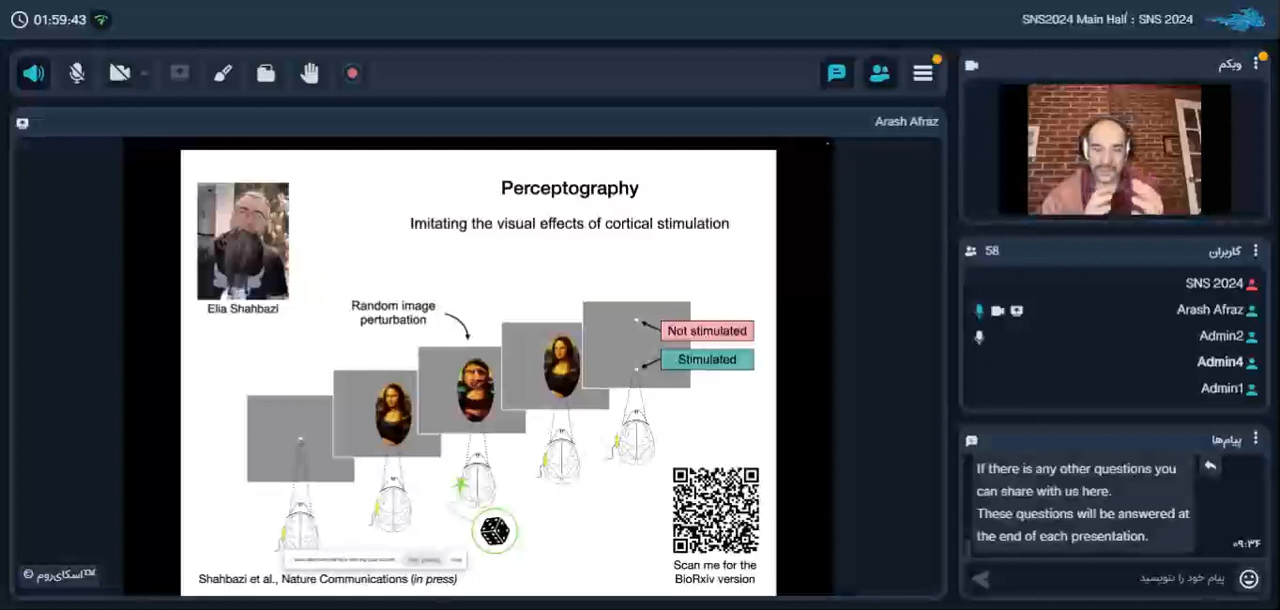 01:59:43
SNS2024 Main Hall : SNS 2024
Arash Afraz
Perceptography
Imitating the visual effects of cortical stimulation
Elia Shahbazi
Random image
perturbation
Not stimulated
Stimulated
Scan me for the
BioRxiv version
Shahbazi et al., Nature Communications (in press)
© اسکای‌روم™
وبکم
کاربران
58
SNS 2024
Arash Afraz
Admin2
Admin4
Admin1
پیام‌ها
If there is any other questions you
can share with us here.
These questions will be answered at
the end of each presentation.
۰۹:۳۴
پیام خود را بنویسید